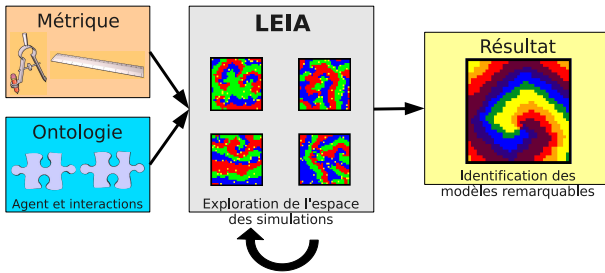 Métrique
Ontologie
Agent et interactions
LEIA
Exploration de l'espace
des simulations
Résultat
Identification des
modèles remarquables